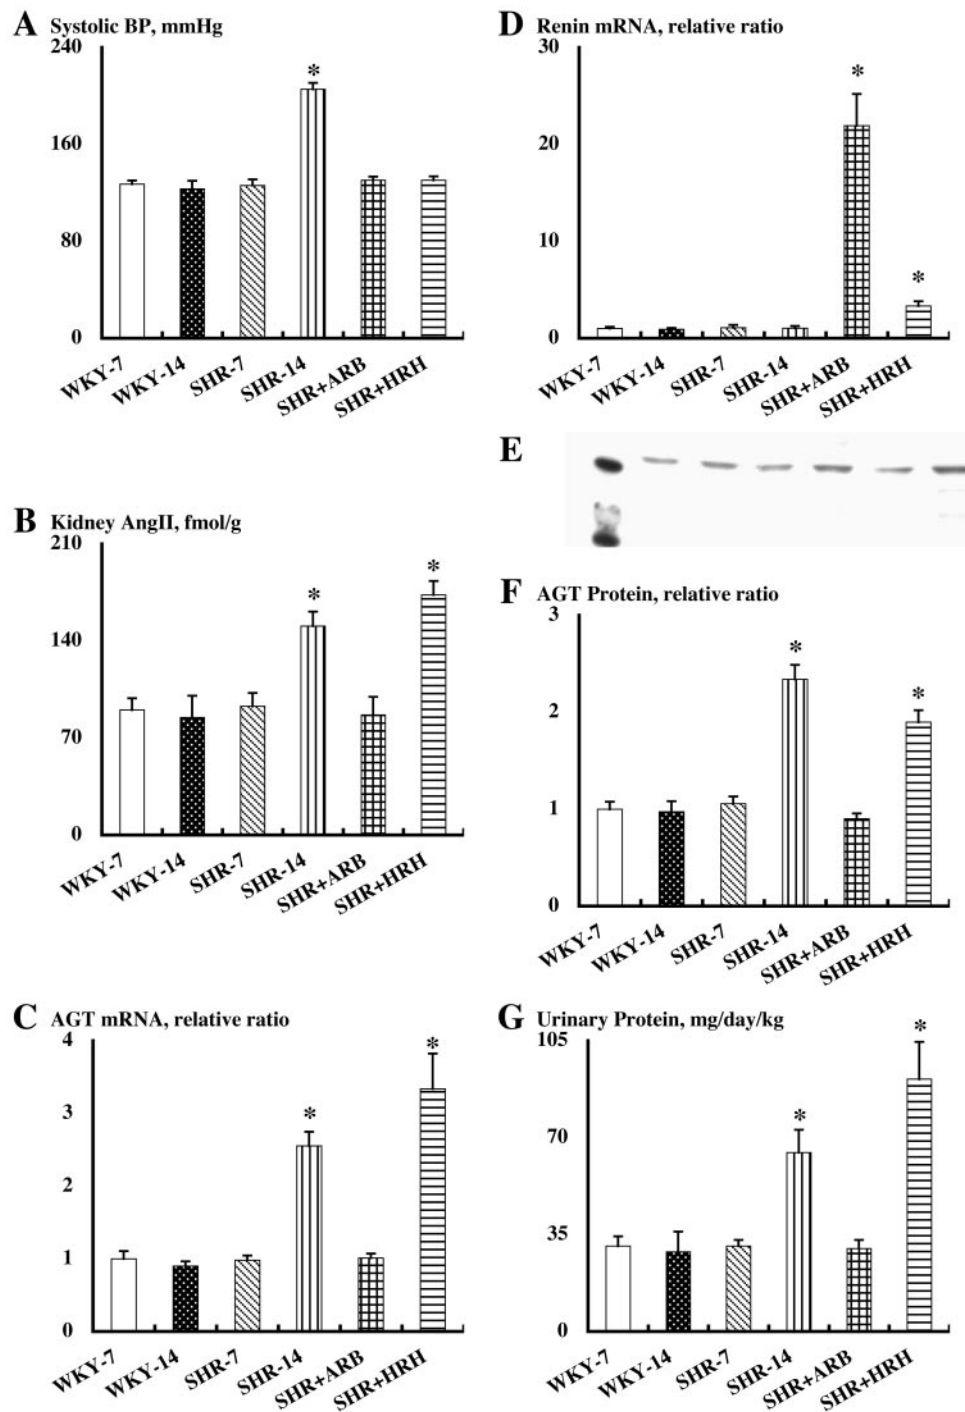 A Systolic BP, mmHg
240
*
160
80
0
WKY-7
WKY-14
SHR-7
SHR-14
SHR+ARB
SHR+HRH
B Kidney AngII, fmol/g
210
*
*
140
70
0
WKY-7
WKY-14
SHR-7
SHR-14
SHR+ARB
SHR+HRH
C AGT mRNA, relative ratio
4
*
*
3
2
1
0
WKY-7
WKY-14
SHR-7
SHR-14
SHR+ARB
SHR+HRH
D Renin mRNA, relative ratio
30
*
20
10
*
0
WKY-7
WKY-14
SHR-7
SHR-14
SHR+ARB
SHR+HRH
E
F AGT Protein, relative ratio
3
*
*
2
1
0
WKY-7
WKY-14
SHR-7
SHR-14
SHR+ARB
SHR+HRH
G Urinary Protein, mg/day/kg
105
*
*
70
35
0
WKY-7
WKY-14
SHR-7
SHR-14
SHR+ARB
SHR+HRH